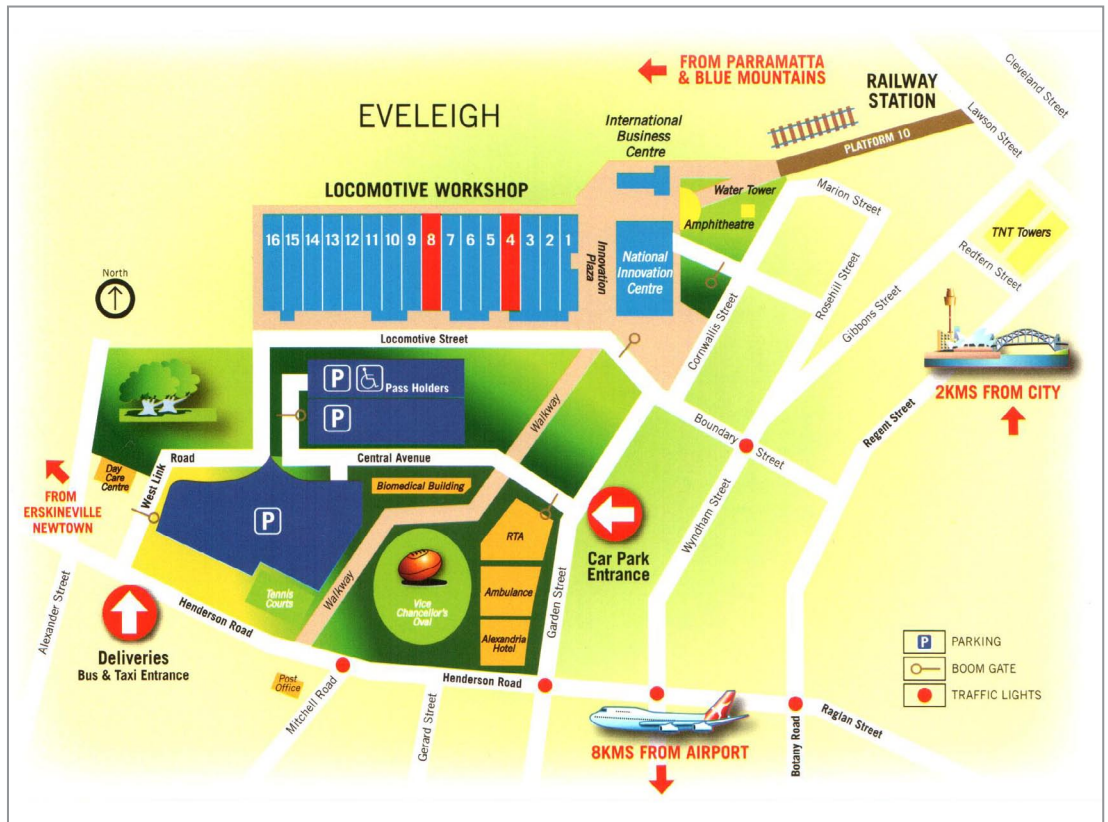 FROM PARRAMATTA
& BLUE MOUNTAINS
RAILWAY
STATION
Cleveland Street
Lawson Street
EVELEIGH
International
Business
Centre
PLATFORM 10
LOCOMOTIVE WORKSHOP
Water Tower
Marion Street
Amphitheatre
TNT Towers
Redfern Street
16 15 14 13 12 11 10 9 8 7 6 5 4 3 2 1
Innovation
Plaza
National
Innovation
Centre
North
Cornwallis Street
Rosehill Street
Gibbons Street
Locomotive Street
2KMS FROM CITY
P Pass Holders
P
Walkway
Boundary
Street
Regent Street
Day
Care
Centre
West Link
Road
Central Avenue
FROM
ERSKINEVILLE
NEWTOWN
Biomedical Building
P
RTA
Car Park
Entrance
Wyndham Street
Alexander Street
Tennis
Courts
Walkway
Vice
Chancellor's
Oval
Ambulance
Garden Street
Henderson Road
Alexandria
Hotel
Deliveries
Bus & Taxi Entrance
Post
Office
Mitchell Road
Henderson Road
Gerard Street
P PARKING
BOOM GATE
TRAFFIC LIGHTS
8KMS FROM AIRPORT
Botany Road
Raglan Street